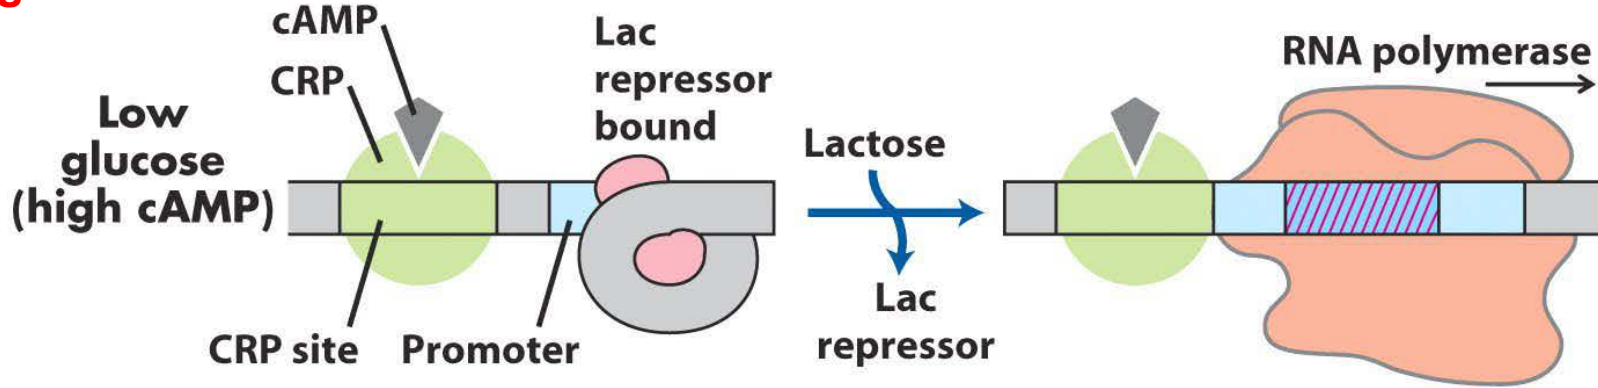 cAMP
CRP
Low
glucose
(high cAMP)
Lac
repressor
bound
CRP site
Promoter
Lactose
Lac
repressor
RNA polymerase